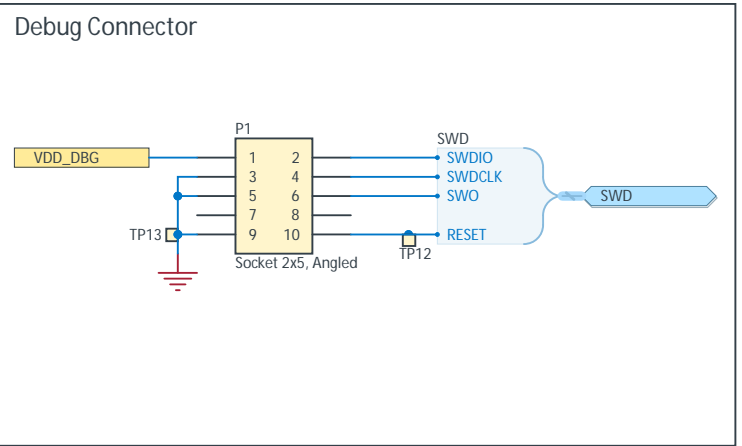 Debug Connector
P1
SWD
VDD_DBG
1 2
SWDIO
3 4
SWDCLK
5 6
SWO
SWD
7 8
TP13
9 10
RESET
TP12
Socket 2x5, Angled